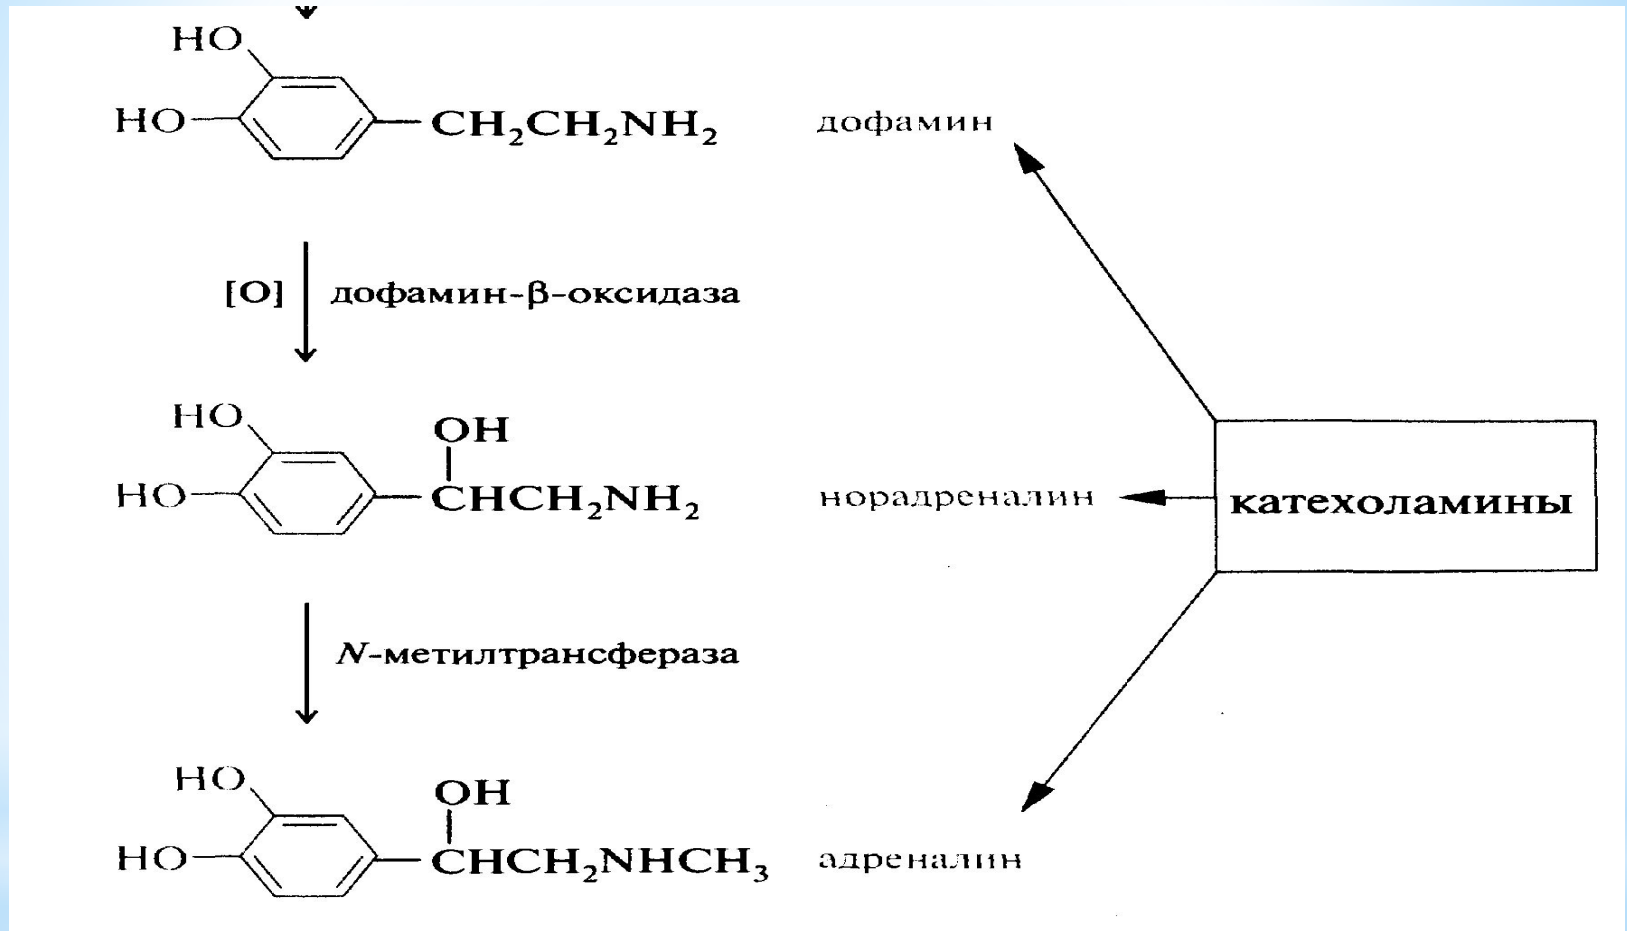 HO
HO
CH₂CH₂NH₂
дофамин
[O]
дофамин-β-оксидаза
HO
HO
OH
CHCH₂NH₂
норадреналин
катехоламины
N-метилтрансфераза
HO
HO
OH
CHCH₂NHCH₃
адреналин